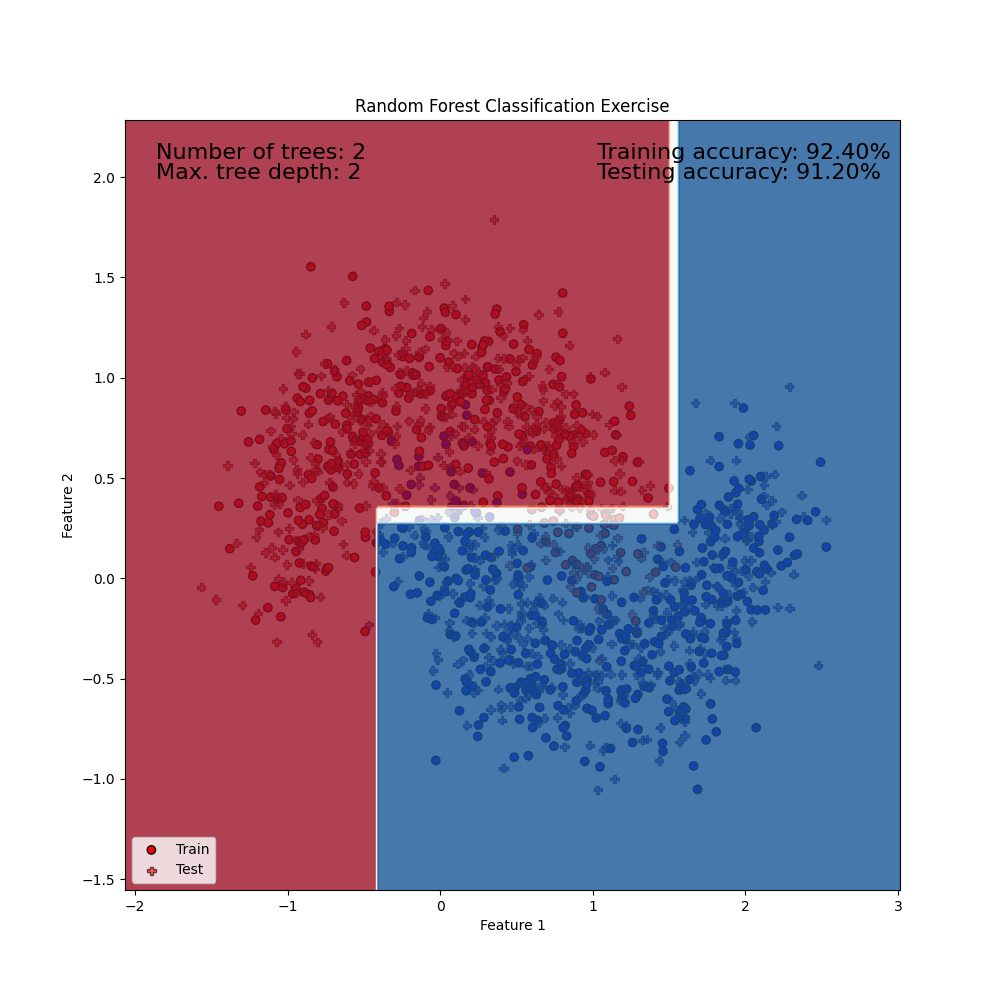 Random Forest Classification Exercise
Number of trees: 2
Max. tree depth: 2
Training accuracy: 92.40%
Testing accuracy: 91.20%
2.0
1.5
1.0
0.5
0.0
−0.5
−1.0
−1.5
Feature 2
Train
Test
−2
−1
0
1
2
3
Feature 1